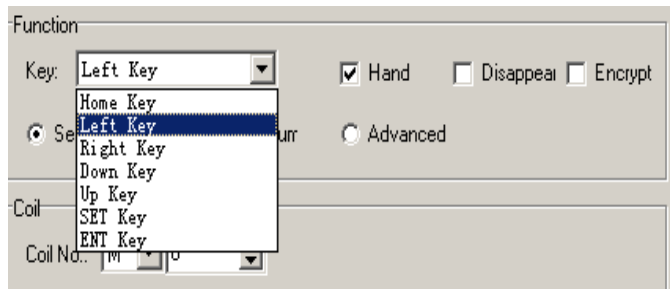 Function
Key: Left Key Hand Disappear Encrypt
Home Key
Left Key
Right Key
Down Key
Up Key
SET Key
ENT Key
Advanced
Coil
Coil No.: M 0